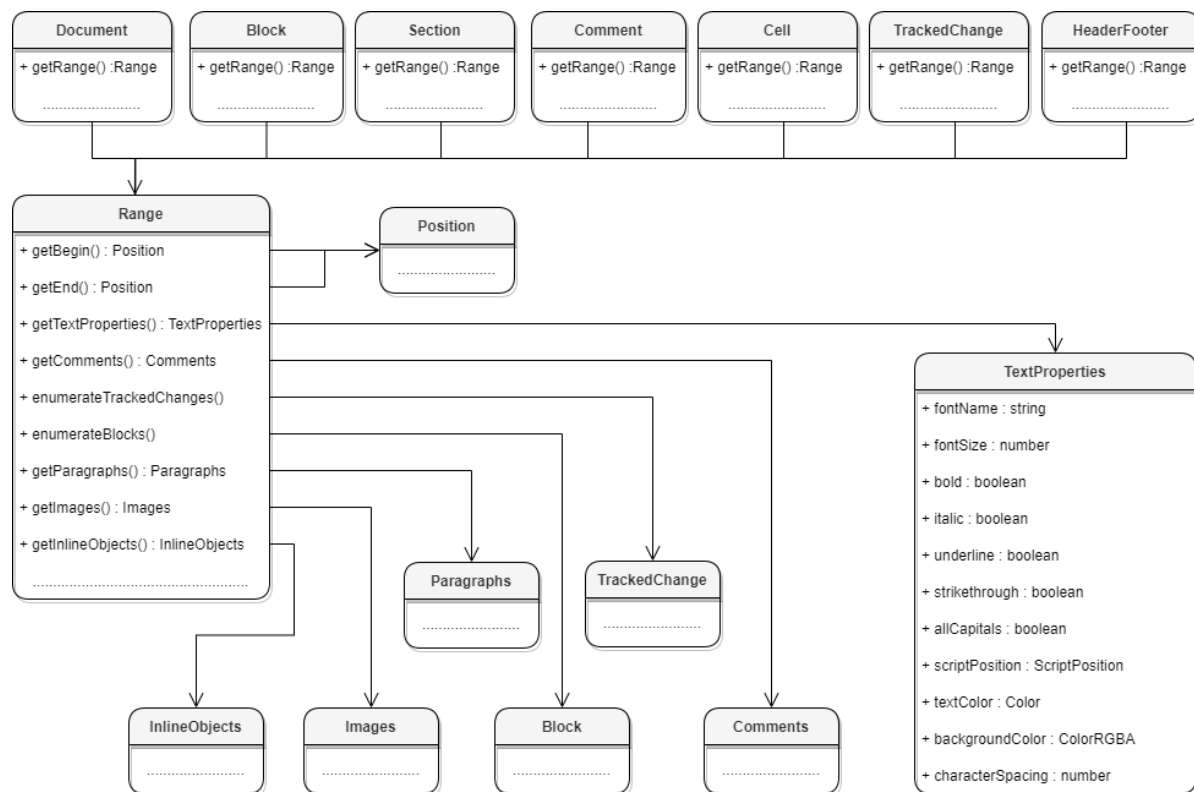 Document
+ getRange() :Range
........................
Block
+ getRange() :Range
........................
Section
+ getRange() :Range
........................
Comment
+ getRange() :Range
........................
Cell
+ getRange() :Range
........................
TrackedChange
+ getRange() :Range
........................
HeaderFooter
+ getRange() :Range
........................
Range
+ getBegin() : Position
+ getEnd() : Position
+ getTextProperties() : TextProperties
+ getComments() : Comments
+ enumerateTrackedChanges()
+ enumerateBlocks()
+ getParagraphs() : Paragraphs
+ getImages() : Images
+ getInlineObjects() : InlineObjects
.....................................................
Position
........................
TextProperties
+ fontName : string
+ fontSize : number
+ bold : boolean
+ italic : boolean
+ underline : boolean
+ strikethrough : boolean
+ allCapitals : boolean
+ scriptPosition : ScriptPosition
+ textColor : Color
+ backgroundColor : ColorRGBA
+ characterSpacing : number
Paragraphs
........................
TrackedChange
........................
InlineObjects
........................
Images
........................
Block
........................
Comments
........................